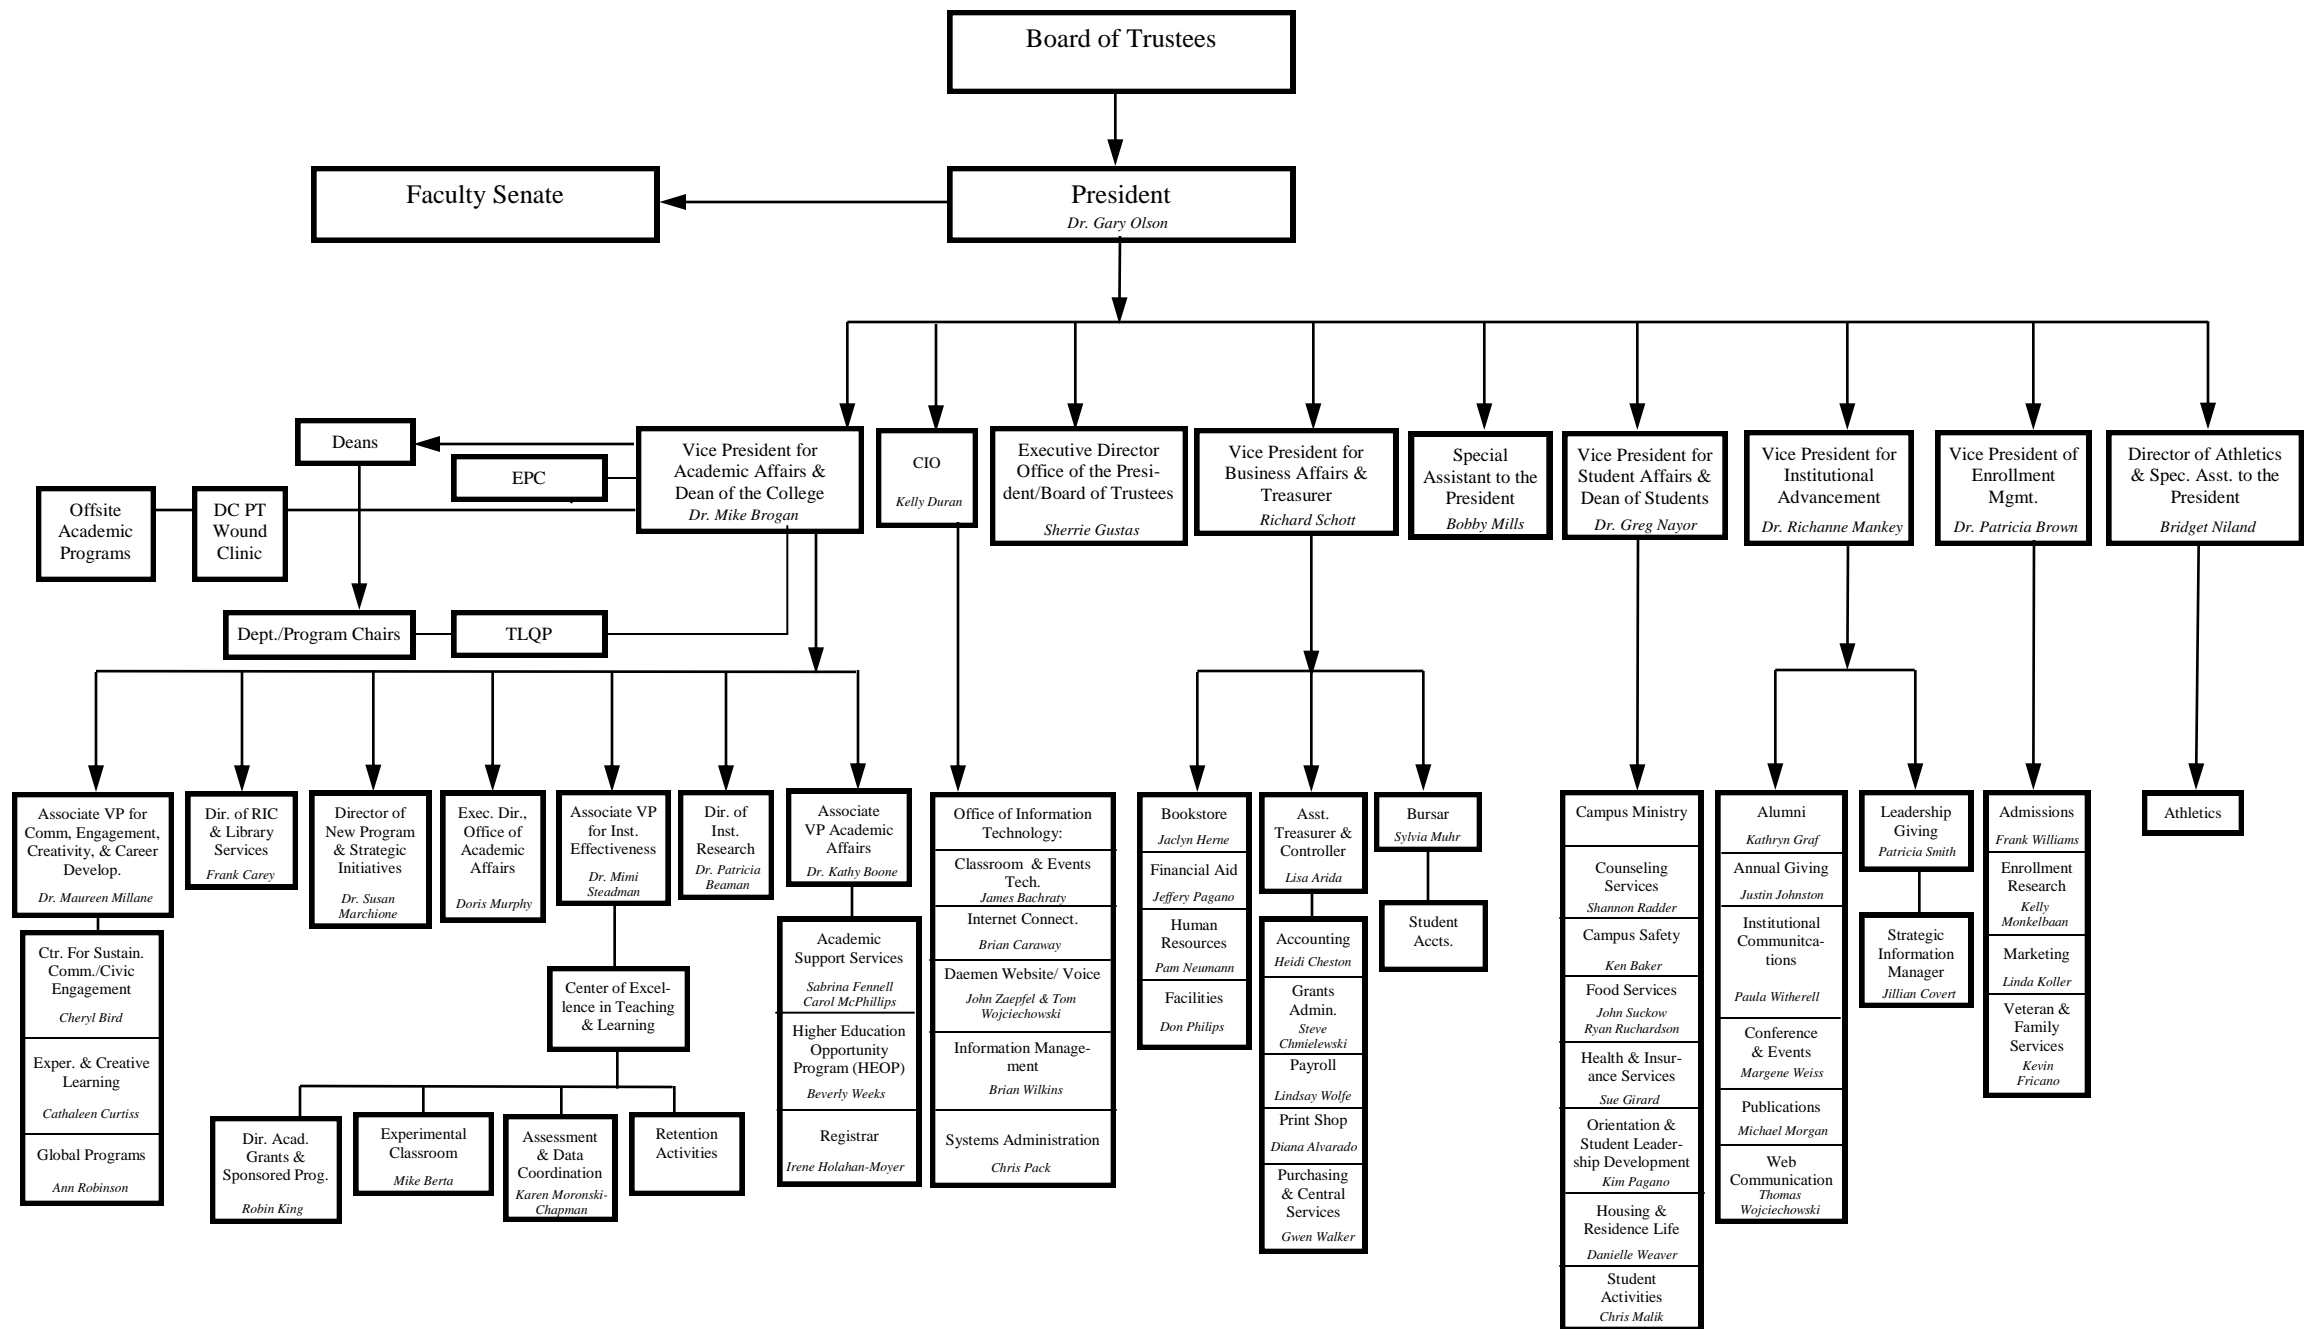 Board of Trustees
Faculty Senate
President
Dr. Gary Olson
Deans
EPC
Offsite
Academic
Programs
DC PT
Wound
Clinic
Dept./Program Chairs
TLQP
Vice President for
Academic Affairs &
Dean of the College
Dr. Mike Brogan
CIO
Kelly Duran
Executive Director
Office of the Presi-
dent/Board of Trustees
Sherrie Gustas
Vice President for
Business Affairs &
Treasurer
Richard Schott
Special
Assistant to the
President
Bobby Mills
Vice President for
Student Affairs &
Dean of Students
Dr. Greg Nayor
Vice President for
Institutional
Advancement
Dr. Richanne Mankey
Vice President of
Enrollment
Mgmt.
Dr. Patricia Brown
Director of Athletics
& Spec. Asst. to the
President
Bridget Niland
Associate VP for
Comm, Engagement,
Creativity, & Career
Develop.
Dr. Maureen Millane
Ctr. For Sustain.
Comm./Civic
Engagement
Cheryl Bird
Exper. & Creative
Learning
Cathaleen Curtiss
Global Programs
Ann Robinson
Dir. of RIC
& Library
Services
Frank Carey
Director of
New Program
& Strategic
Initiatives
Dr. Susan
Marchione
Exec. Dir.,
Office of
Academic
Affairs
Doris Murphy
Associate VP
for Inst.
Effectiveness
Dr. Mimi
Steadman
Center of Excel-
lence in Teaching
& Learning
Dir. Acad.
Grants &
Sponsored Prog.
Robin King
Experimental
Classroom
Mike Berta
Assessment
& Data
Coordination
Karen Moronski-
Chapman
Retention
Activities
Dir. of
Inst.
Research
Dr. Patricia
Beaman
Associate
VP Academic
Affairs
Dr. Kathy Boone
Academic
Support Services
Sabrina Fennell
Carol McPhillips
Higher Education
Opportunity
Program (HEOP)
Beverly Weeks
Registrar
Irene Holahan-Moyer
Office of Information
Technology:
Classroom & Events
Tech.
James Bachraty
Internet Connect.
Brian Caraway
Daemen Website/ Voice
John Zaepfel & Tom
Wojciechowski
Information Manage-
ment
Brian Wilkins
Systems Administration
Chris Pack
Bookstore
Jaclyn Herne
Financial Aid
Jeffery Pagano
Human
Resources
Pam Neumann
Facilities
Don Philips
Asst.
Treasurer &
Controller
Lisa Arida
Accounting
Heidi Cheston
Grants
Admin.
Steve
Chmielewski
Payroll
Lindsay Wolfe
Print Shop
Diana Alvarado
Purchasing
& Central
Services
Gwen Walker
Bursar
Sylvia Muhr
Student
Accts.
Campus Ministry
Counseling
Services
Shannon Radder
Campus Safety
Ken Baker
Food Services
John Suckow
Ryan Ruchardson
Health & Insur-
ance Services
Sue Girard
Orientation &
Student Leader-
ship Development
Kim Pagano
Housing &
Residence Life
Danielle Weaver
Student
Activities
Chris Malik
Alumni
Kathryn Graf
Annual Giving
Justin Johnston
Institutional
Communitca-
tions
Paula Witherell
Conference
& Events
Margene Weiss
Publications
Michael Morgan
Web
Communication
Thomas
Wojciechowski
Leadership
Giving
Patricia Smith
Strategic
Information
Manager
Jillian Covert
Admissions
Frank Williams
Enrollment
Research
Kelly
Monkelbaan
Marketing
Linda Koller
Veteran &
Family
Services
Kevin
Fricano
Athletics